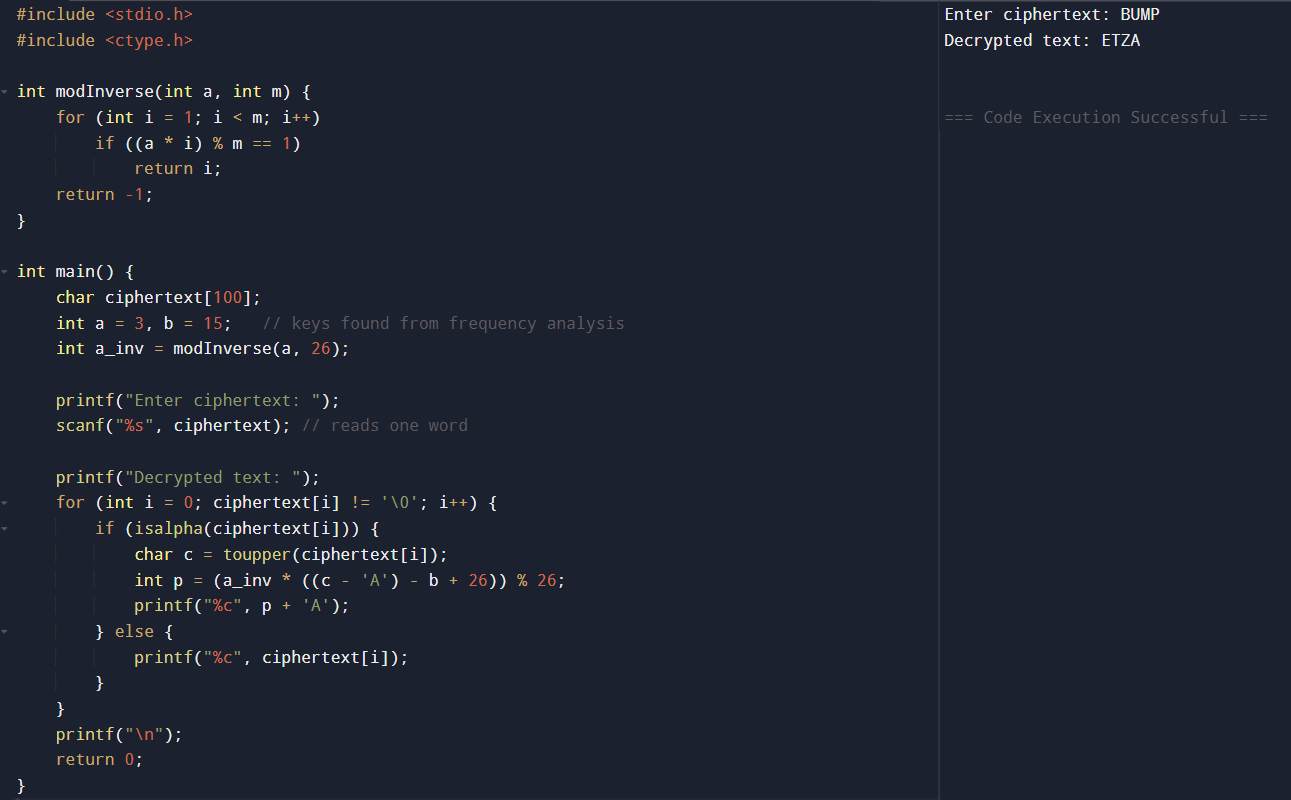 #include <stdio.h>
#include <ctype.h>
int modInverse(int a, int m) {
    for (int i = 1; i < m; i++)
        if ((a * i) % m == 1)
            return i;
    return -1;
}
int main() {
    char ciphertext[100];
    int a = 3, b = 15;   // keys found from frequency analysis
    int a_inv = modInverse(a, 26);
    printf("Enter ciphertext: ");
    scanf("%s", ciphertext); // reads one word
    printf("Decrypted text: ");
    for (int i = 0; ciphertext[i] != '\0'; i++) {
        if (isalpha(ciphertext[i])) {
            char c = toupper(ciphertext[i]);
            int p = (a_inv * ((c - 'A') - b + 26)) % 26;
            printf("%c", p + 'A');
        } else {
            printf("%c", ciphertext[i]);
        }
    }
    printf("\n");
    return 0;
}
Enter ciphertext: BUMP
Decrypted text: ETZA
=== Code Execution Successful ===